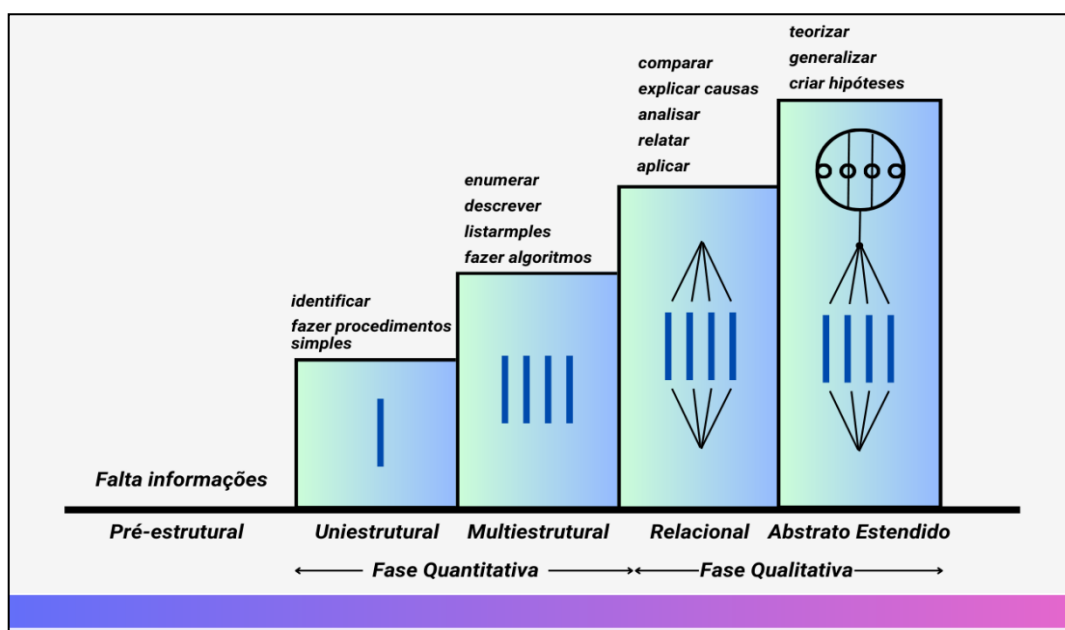 teorizar
generalizar
criar hipóteses
comparar
explicar causas
analisar
relatar
aplicar
enumerar
descrever
listarmples
fazer algoritmos
identificar
fazer procedimentos
simples
Falta informações
Pré-estrutural
Uniestrutural
Multiestrutural
Relacional
Abstrato Estendido
Fase Quantitativa
Fase Qualitativa